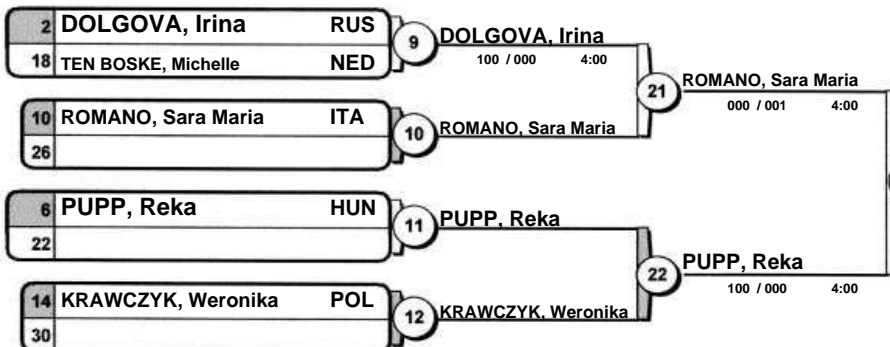 2 DOLGOVA, Irina RUS
18 TEN BOSKE, Michelle NED
9 DOLGOVA, Irina
100 / 000 4:00
10 ROMANO, Sara Maria ITA
26
10 ROMANO, Sara Maria
21 ROMANO, Sara Maria
000 / 001 4:00
6 PUPP, Reka HUN
22
11 PUPP, Reka
14 KRAWCZYK, Weronika POL
30
12 KRAWCZYK, Weronika
22 PUPP, Reka
100 / 000 4:00